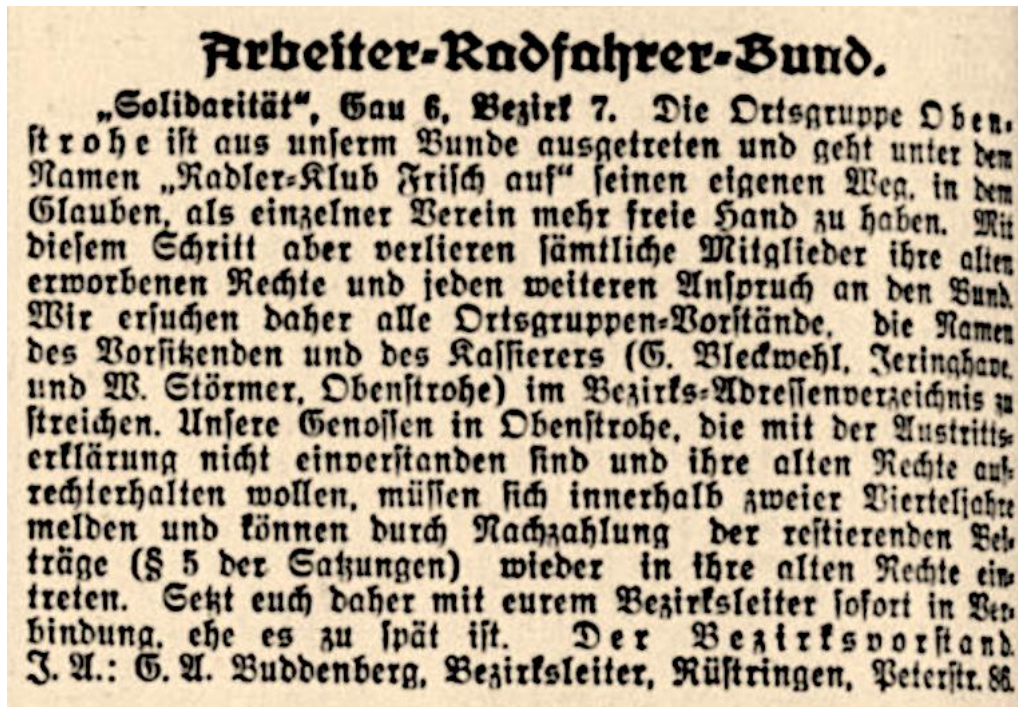 Arbeiter-Radfahrer-Bund.
„Solidarität“, Gau 6, Bezirk 7. Die Ortsgruppe Oben-
strohe ist aus unserm Bunde ausgetreten und geht unter dem
Namen „Radler-Klub Frisch auf“ seinen eigenen Weg, in dem
Glauben, als einzelner Verein mehr freie Hand zu haben. Mit
diesem Schritt aber verlieren sämtliche Mitglieder ihre alten
erworbenen Rechte und jeden weiteren Anspruch an den Bund.
Wir ersuchen daher alle Ortsgruppen-Vorstände, die Namen
des Vorsitzenden und des Kassierers (G. Bleckwehl, Jeringhave,
und W. Störmer, Obenstrohe) im Bezirks-Adressenverzeichnis zu
streichen. Unsere Genossen in Obenstrohe, die mit der Austritts-
erklärung nicht einverstanden sind und ihre alten Rechte auf-
rechterhalten wollen, müssen sich innerhalb zweier Vierteljahre
melden und können durch Nachzahlung der restierenden Bei-
träge (§ 5 der Satzungen) wieder in ihre alten Rechte ein-
treten. Setzt euch daher mit eurem Bezirksleiter sofort in Ver-
bindung, ehe es zu spät ist. Der Bezirksvorstand.
J. A.: G. A. Buddenberg, Bezirksleiter, Rüstringen, Peterstr. 86.